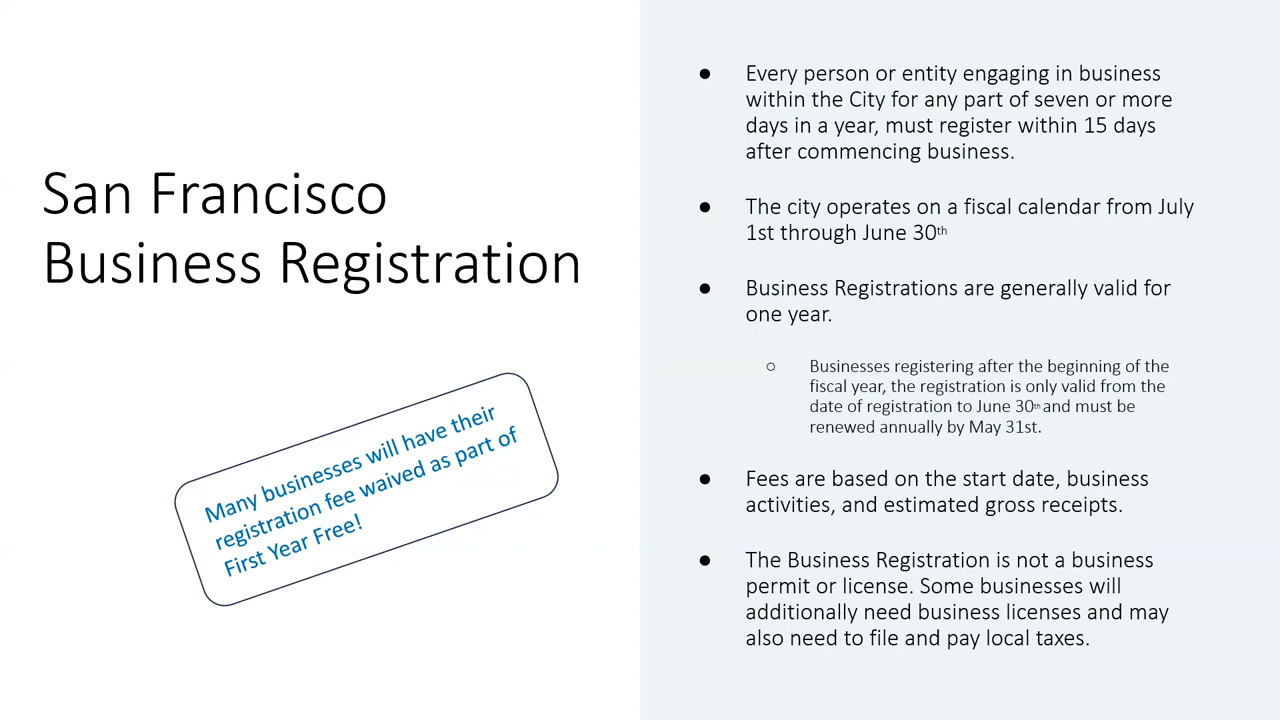 San Francisco
Business Registration
Many businesses will have their
registration fee waived as part of
First Year Free!
● Every person or entity engaging in business
within the City for any part of seven or more
days in a year, must register within 15 days
after commencing business.
● The city operates on a fiscal calendar from July
1st through June 30th
● Business Registrations are generally valid for
one year.
○ Businesses registering after the beginning of the
fiscal year, the registration is only valid from the
date of registration to June 30th and must be
renewed annually by May 31st.
● Fees are based on the start date, business
activities, and estimated gross receipts.
● The Business Registration is not a business
permit or license. Some businesses will
additionally need business licenses and may
also need to file and pay local taxes.